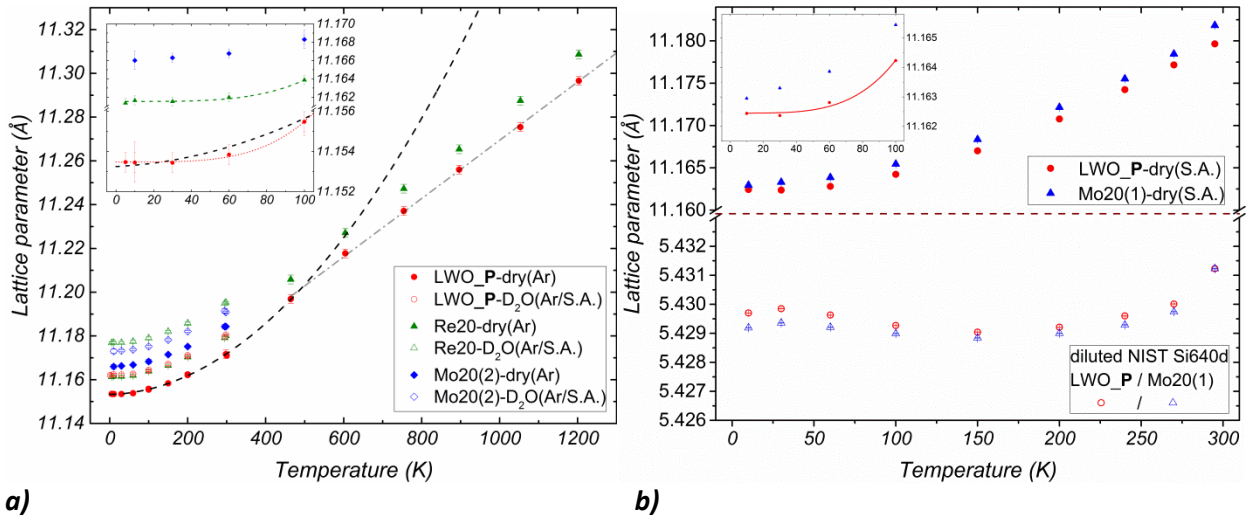 11.32
11.30
11.28
11.26
11.24
11.22
11.20
11.18
11.16
11.14
Lattice parameter (Å)
0 200 400 600 800 1000 1200
Temperature (K)
11.170
11.168
11.166
11.164
11.162
11.156
11.154
11.152
0 20 40 60 80 100
LWO_P-dry(Ar)
LWO_P-D₂O(Ar/S.A.)
Re20-dry(Ar)
Re20-D₂O(Ar/S.A.)
Mo20(2)-dry(Ar)
Mo20(2)-D₂O(Ar/S.A.)
a)
11.180
11.175
11.170
11.165
11.160
5.431
5.430
5.429
5.428
5.427
5.426
Lattice parameter (Å)
0 50 100 150 200 250 300
Temperature (K)
11.165
11.164
11.163
11.162
0 20 40 60 80 100
LWO_P-dry(S.A.)
Mo20(1)-dry(S.A.)
diluted NIST Si640d
LWO_P / Mo20(1)
/
b)